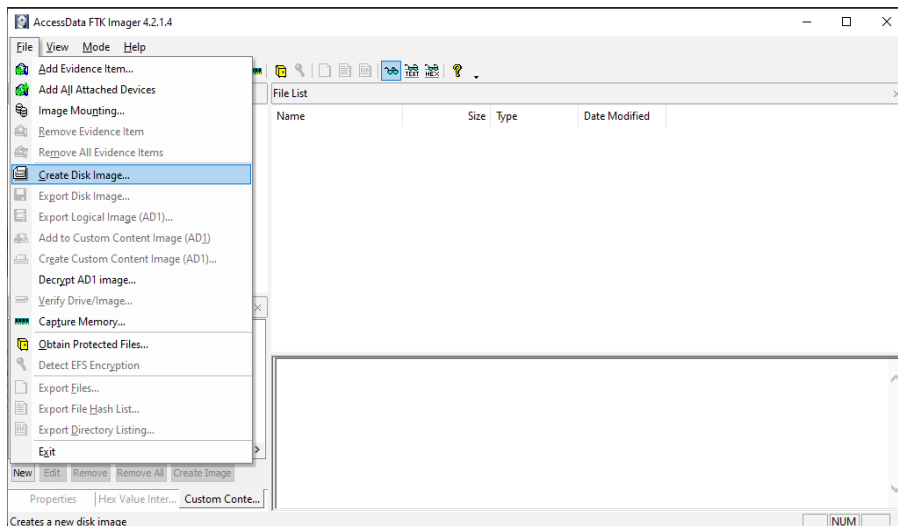 AccessData FTK Imager 4.2.1.4
File View Mode Help
Add Evidence Item...
Add All Attached Devices
Image Mounting...
Remove Evidence Item
Remove All Evidence Items
Create Disk Image...
Export Disk Image...
Export Logical Image (AD1)...
Add to Custom Content Image (AD1)
Create Custom Content Image (AD1)...
Decrypt AD1 image...
Verify Drive/Image...
Capture Memory...
Obtain Protected Files...
Detect EFS Encryption
Export Files...
Export File Hash List...
Export Directory Listing...
Exit
TEXT HEX
File List
Name Size Type Date Modified
New Edit Remove Remove All Create Image
Properties Hex Value Inter... Custom Conte...
Creates a new disk image NUM